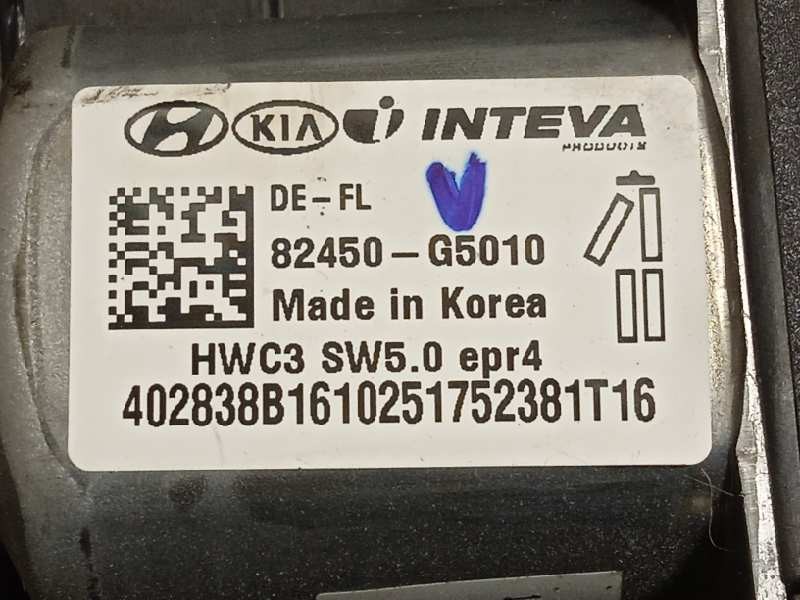 KIA INTEVA
PRODUCTS
DE-FL
82450-G5010
Made in Korea
HWC3 SW5.0 epr4
402838B1610251752381T16